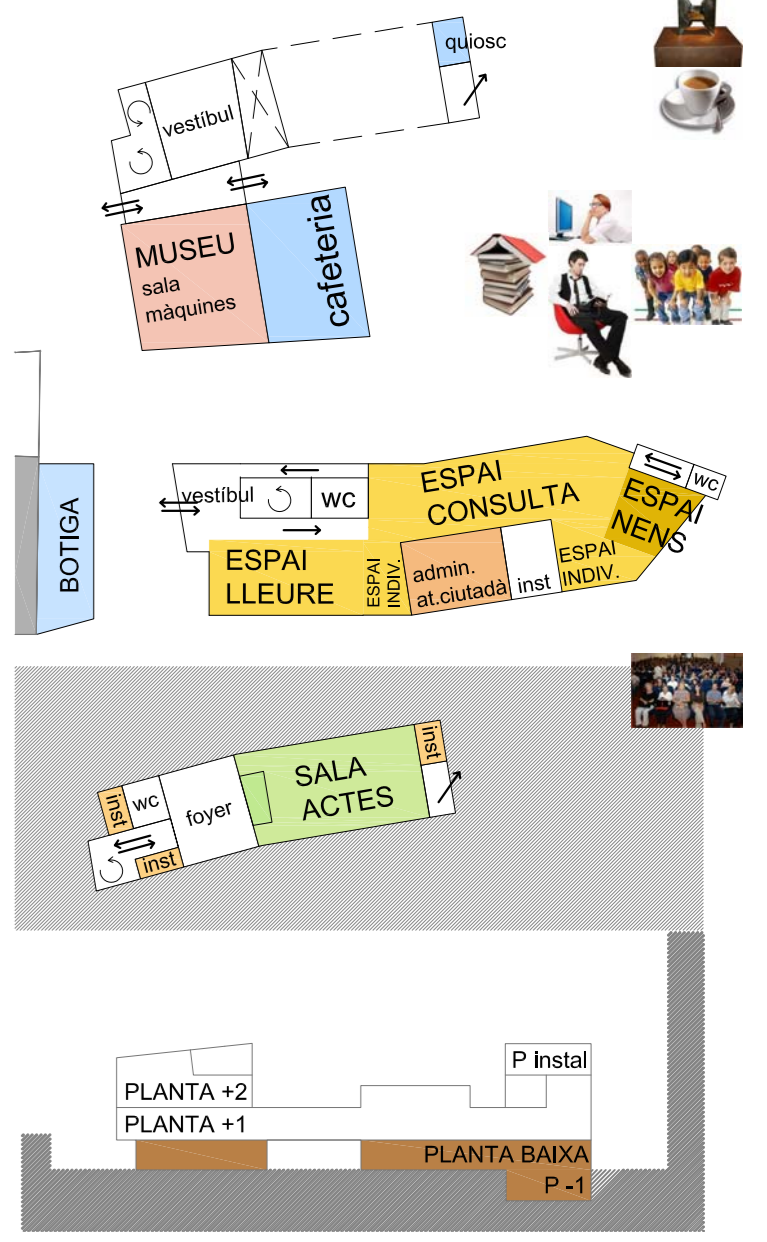 quiosc
vestíbul
MUSEU
sala
màquines
cafeteria
BOTIGA
vestíbul
wc
ESPAI
CONSULTA
ESPAI
NENS
wc
ESPAI
LLEURE
ESPAI
INDIV.
admin.
at.ciutadà
inst
ESPAI
INDIV.
SALA
ACTES
inst
inst
wc
foyer
inst
P instal
PLANTA +2
PLANTA +1
PLANTA BAIXA
P -1